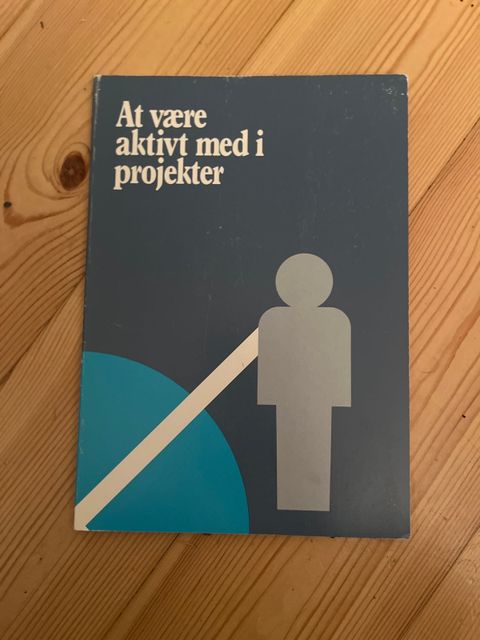 At være
aktivt med i
projekter